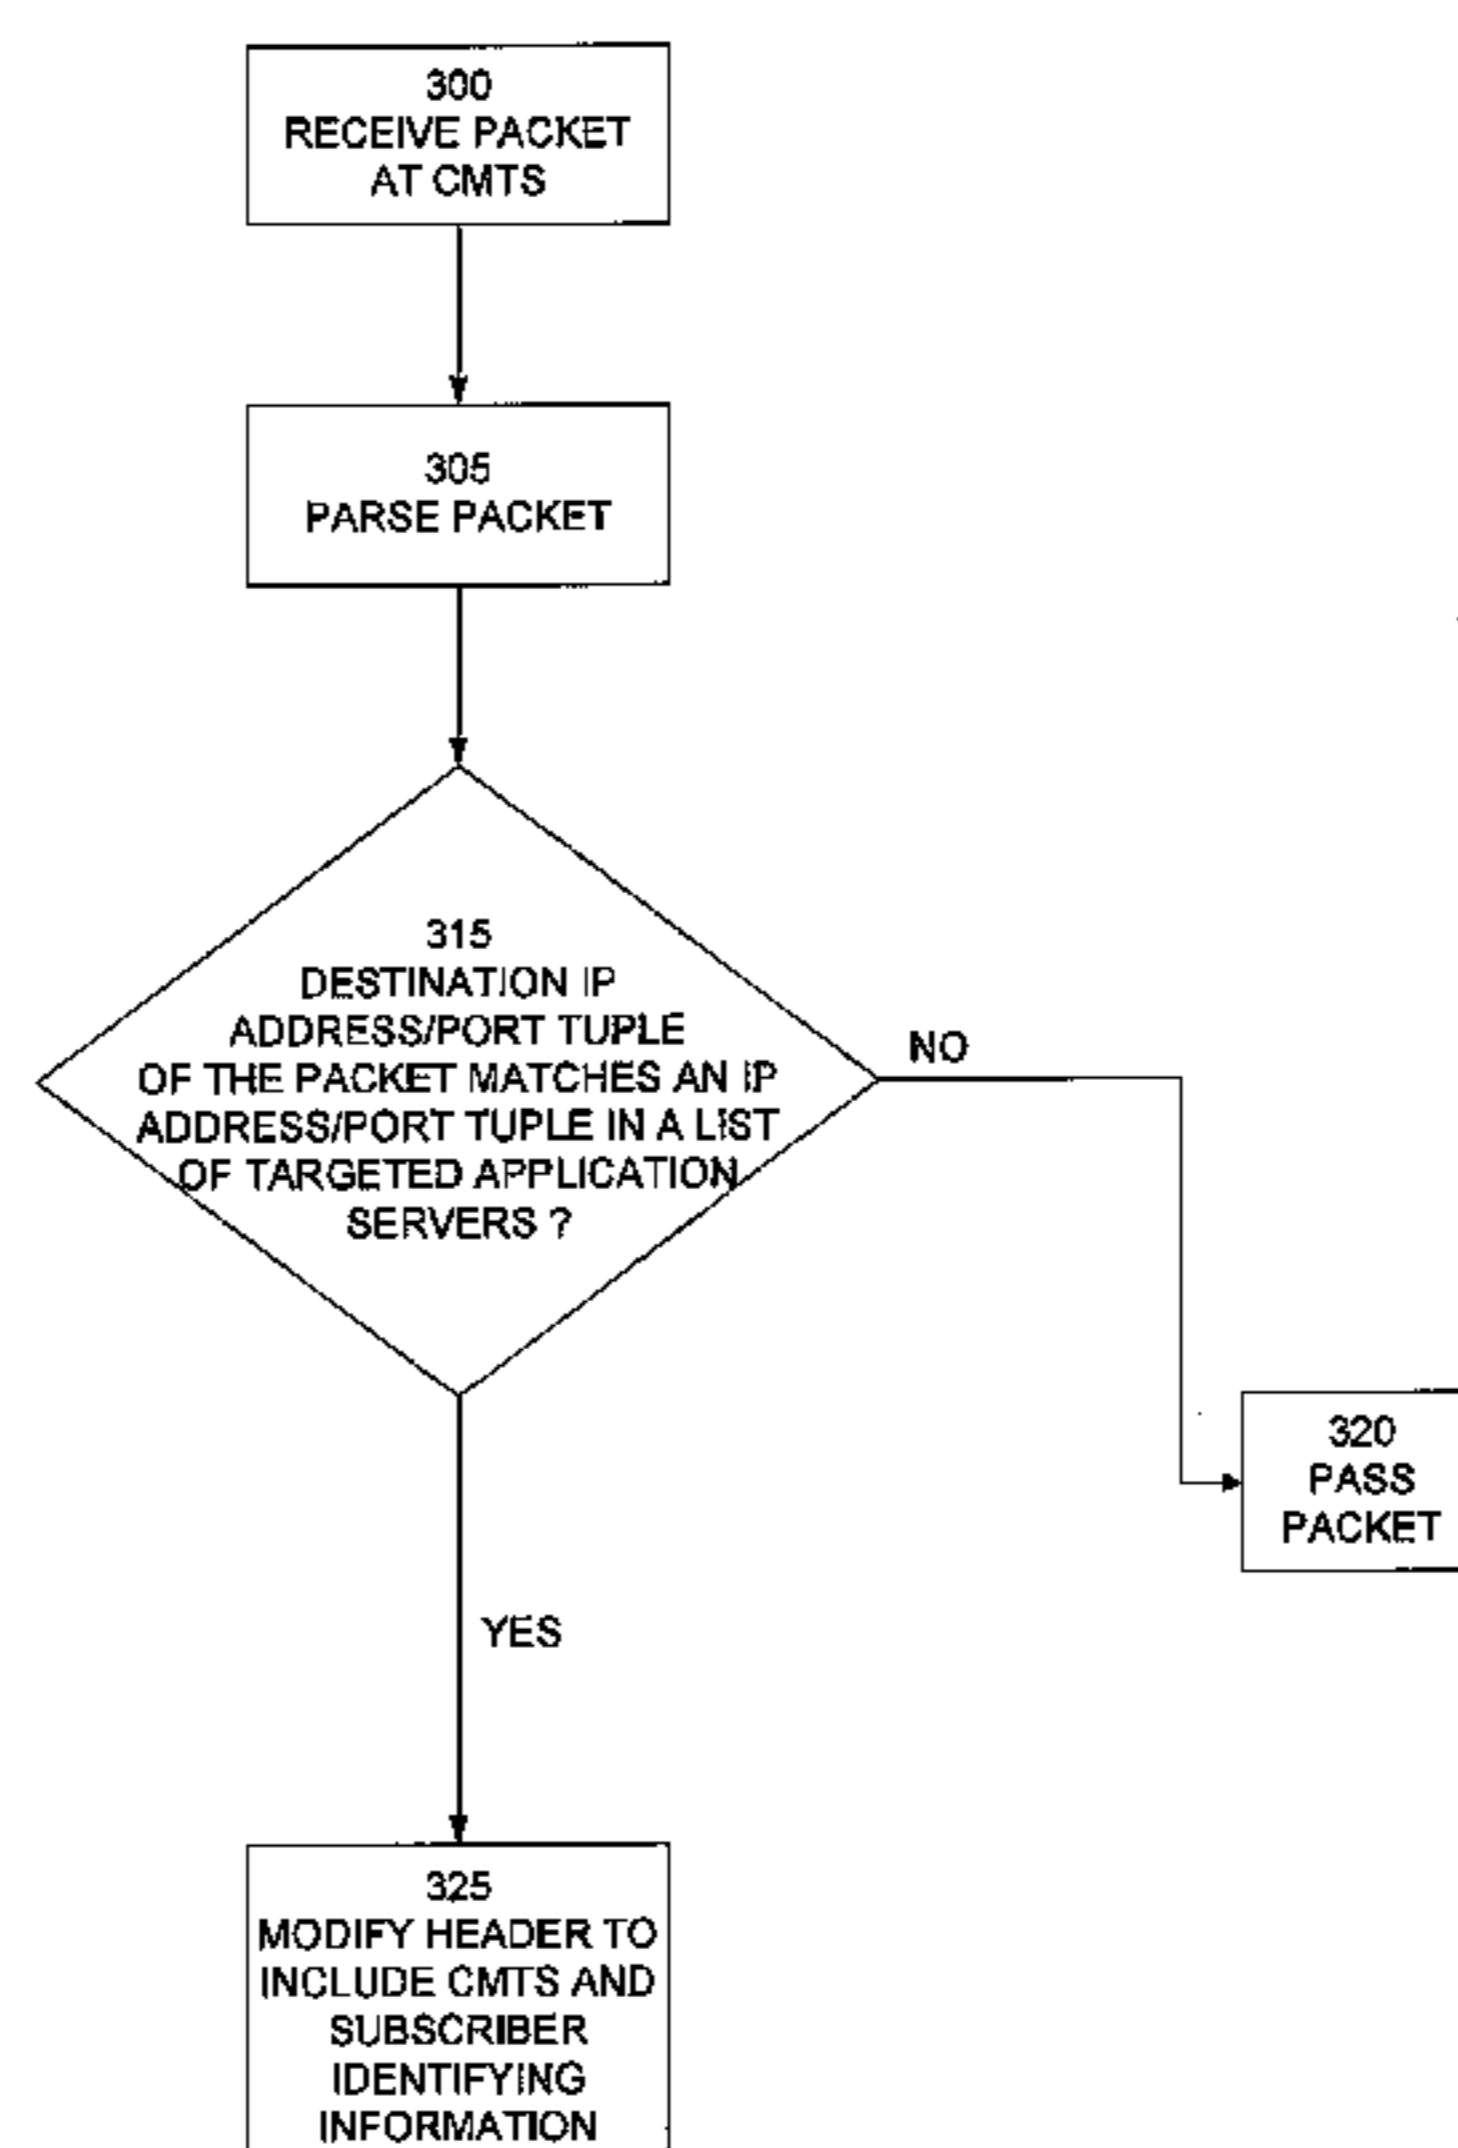 300
RECEIVE PACKET
AT CMTS
305
PARSE PACKET
315
DESTINATION IP
ADDRESS/PORT TUPLE
OF THE PACKET MATCHES AN IP
ADDRESS/PORT TUPLE IN A LIST
OF TARGETED APPLICATION
SERVERS ?
NO
320
PASS
PACKET
YES
325
MODIFY HEADER TO
INCLUDE CMTS AND
SUBSCRIBER
IDENTIFYING
INFORMATION